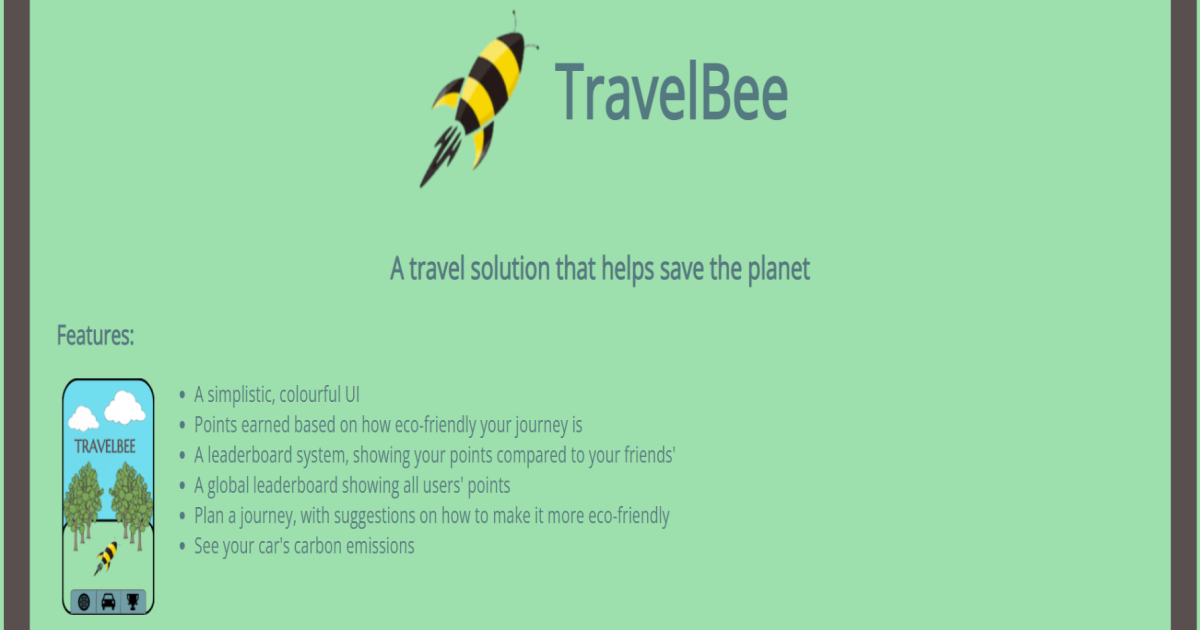 TravelBee
A travel solution that helps save the planet
Features:
TRAVELBEE
A simplistic, colourful UI
Points earned based on how eco-friendly your journey is
A leaderboard system, showing your points compared to your friends'
A global leaderboard showing all users' points
Plan a journey, with suggestions on how to make it more eco-friendly
See your car's carbon emissions